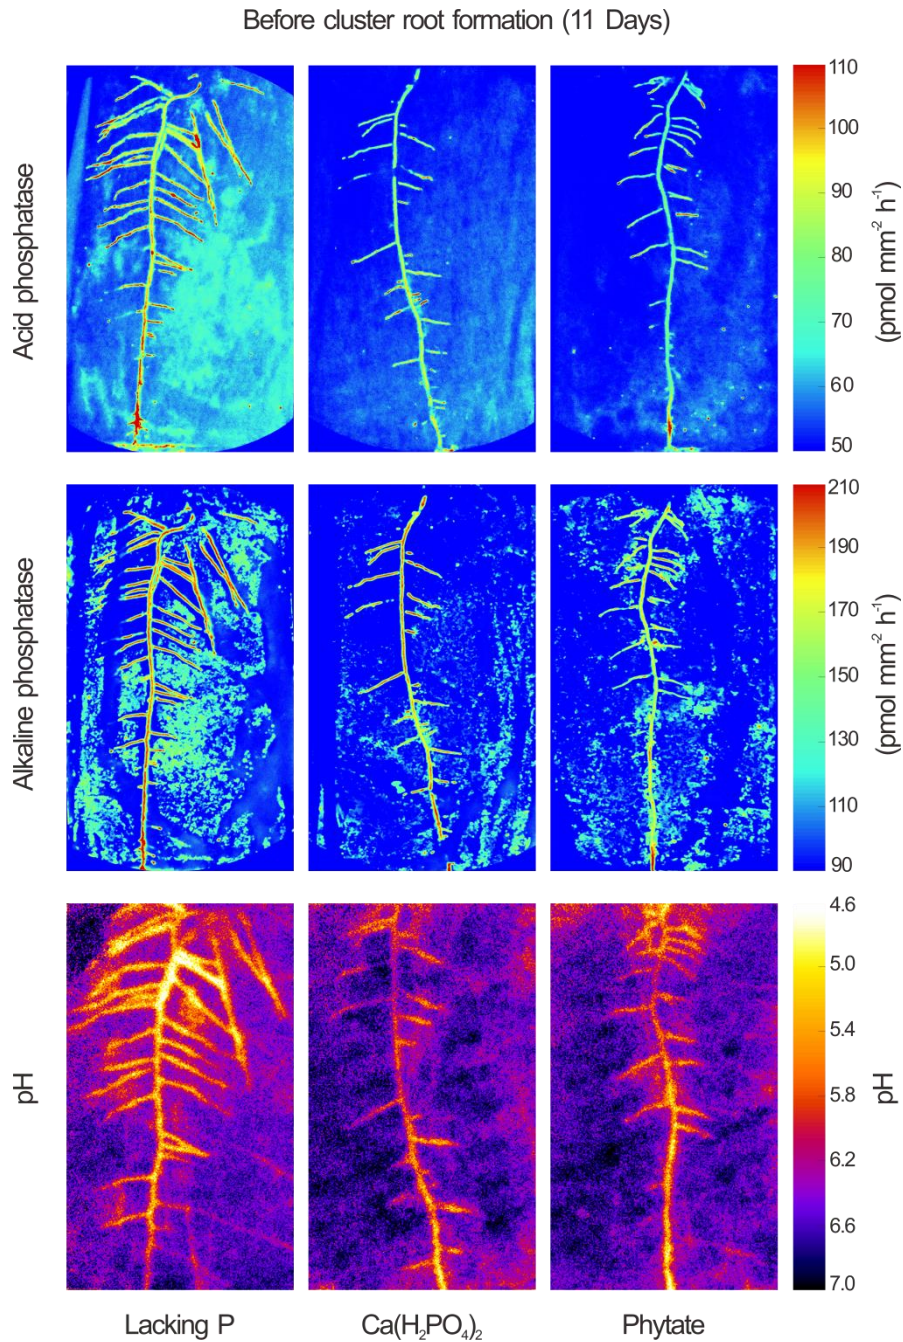 Before cluster root formation (11 Days)
Acid phosphatase
110
100
90
80
70
60
50
(pmol mm⁻² h⁻¹)
Alkaline phosphatase
210
190
170
150
130
110
90
(pmol mm⁻² h⁻¹)
pH
4.6
5.0
5.4
5.8
6.2
6.6
7.0
pH
Lacking P
Ca(H₂PO₄)₂
Phytate